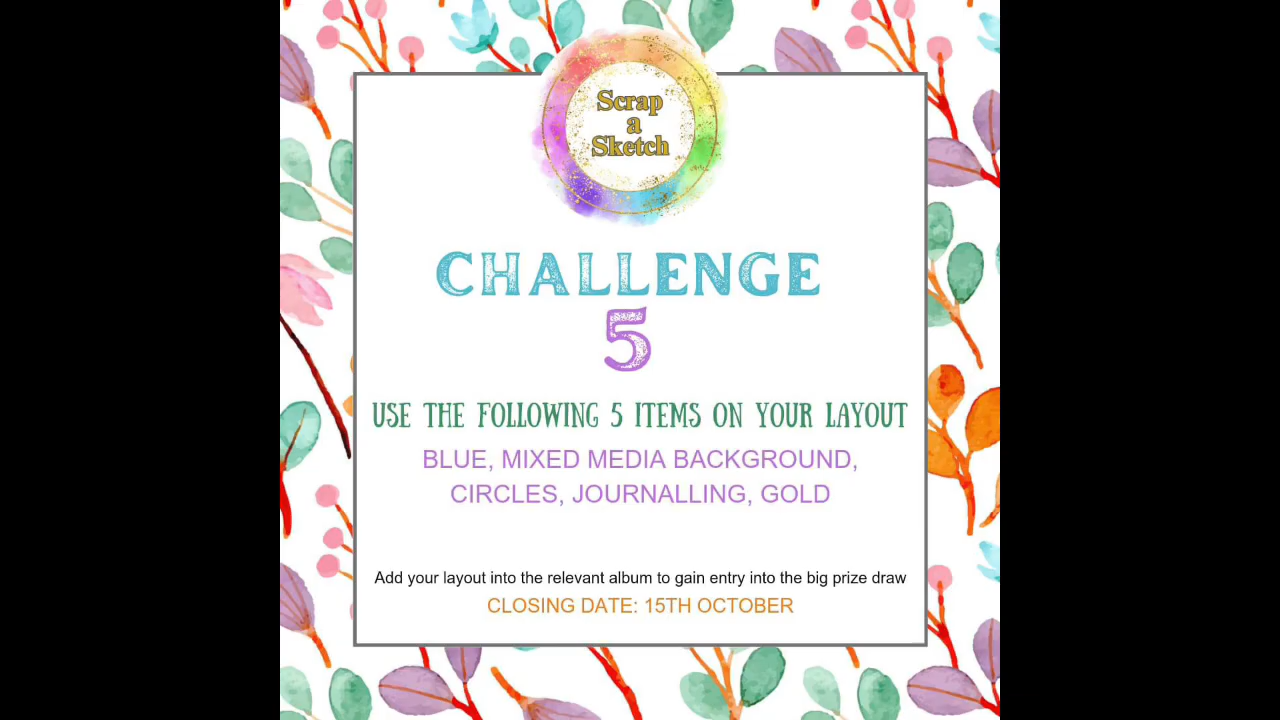 Scrap
a
Sketch
CHALLENGE
5
USE THE FOLLOWING 5 ITEMS ON YOUR LAYOUT
BLUE, MIXED MEDIA BACKGROUND,
CIRCLES, JOURNALLING, GOLD
Add your layout into the relevant album to gain entry into the big prize draw
CLOSING DATE: 15TH OCTOBER